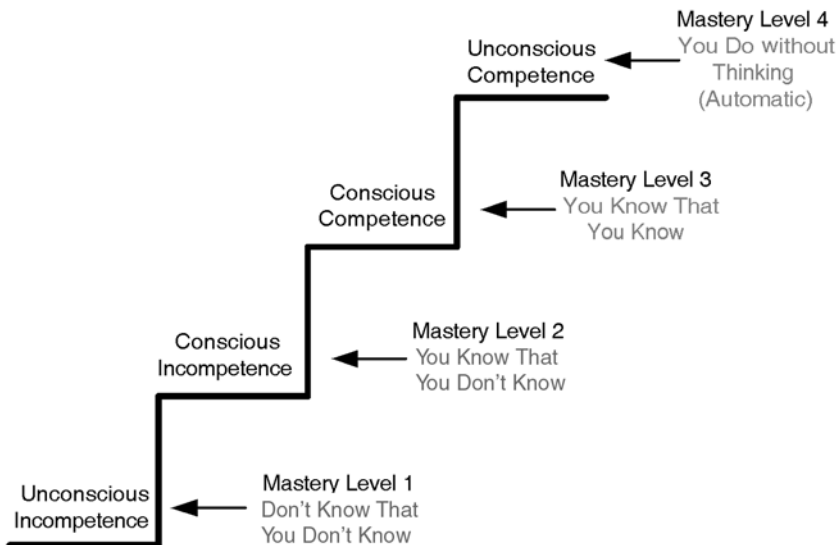 Mastery Level 4
You Do without
Thinking
(Automatic)
Unconscious
Competence
Mastery Level 3
You Know That
You Know
Conscious
Competence
Mastery Level 2
You Know That
You Don't Know
Conscious
Incompetence
Mastery Level 1
Don't Know That
You Don't Know
Unconscious
Incompetence